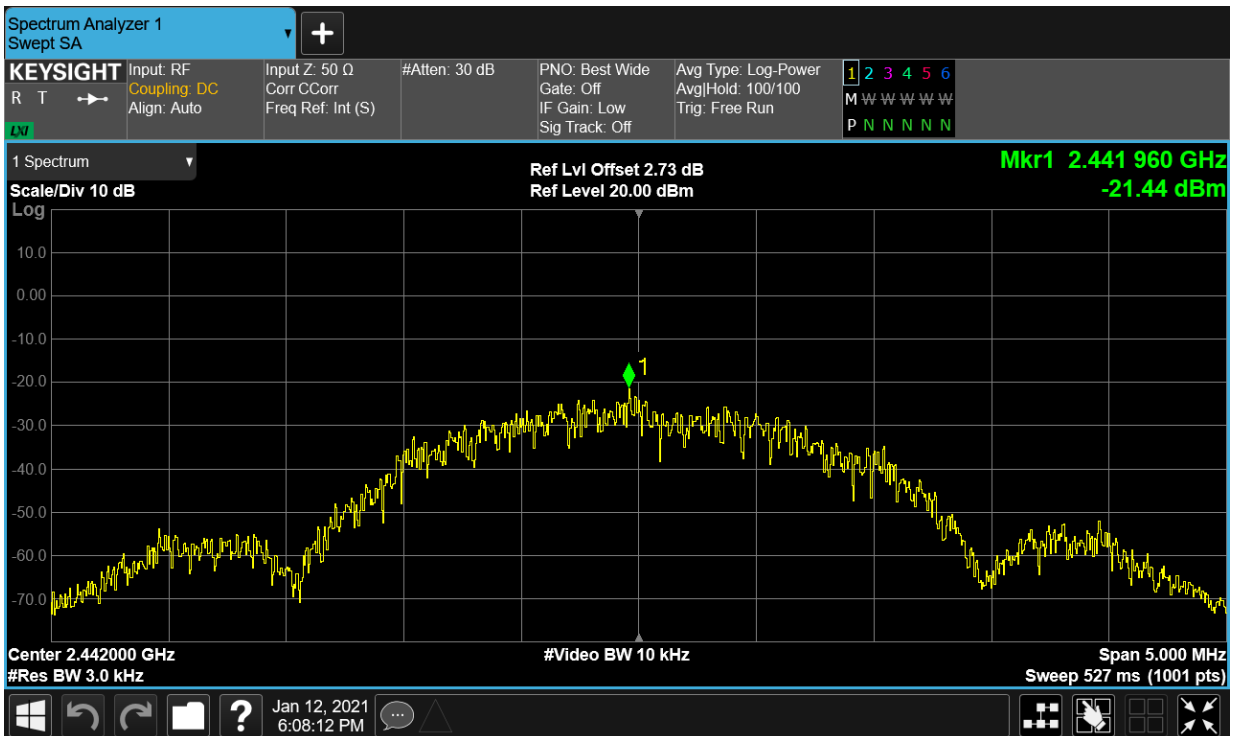 Spectrum Analyzer 1
Swept SA
+
KEYSIGHT
R T
LXI
Input: RF
Coupling: DC
Align: Auto
Input Z: 50 Ω
Corr CCorr
Freq Ref: Int (S)
#Atten: 30 dB
PNO: Best Wide
Gate: Off
IF Gain: Low
Sig Track: Off
Avg Type: Log-Power
Avg|Hold: 100/100
Trig: Free Run
1 2 3 4 5 6
M W W W W W
P N N N N N
1 Spectrum
Scale/Div 10 dB
Log
Ref Lvl Offset 2.73 dB
Ref Level 20.00 dBm
Mkr1 2.441 960 GHz
-21.44 dBm
10.0
0.00
-10.0
-20.0
-30.0
-40.0
-50.0
-60.0
-70.0
1
Center 2.442000 GHz
#Res BW 3.0 kHz
#Video BW 10 kHz
Span 5.000 MHz
Sweep 527 ms (1001 pts)
?
Jan 12, 2021
6:08:12 PM